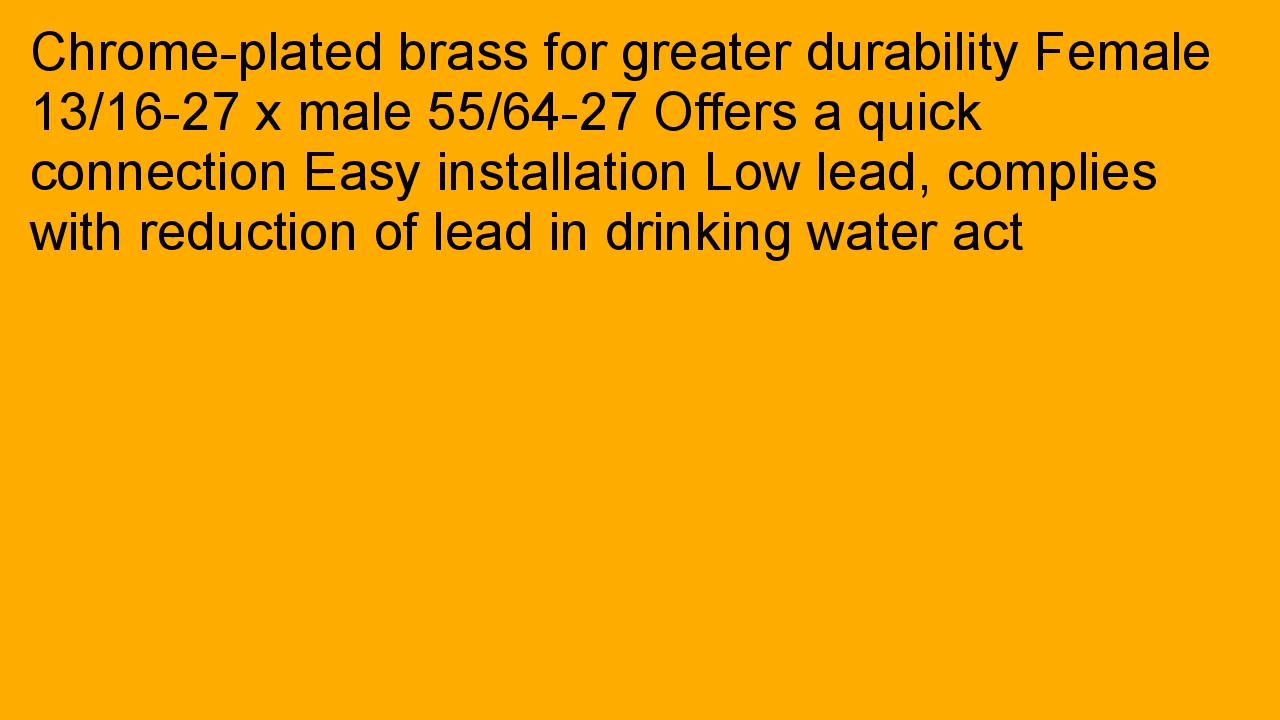 Chrome-plated brass for greater durability Female
13/16-27 x male 55/64-27 Offers a quick
connection Easy installation Low lead, complies
with reduction of lead in drinking water act